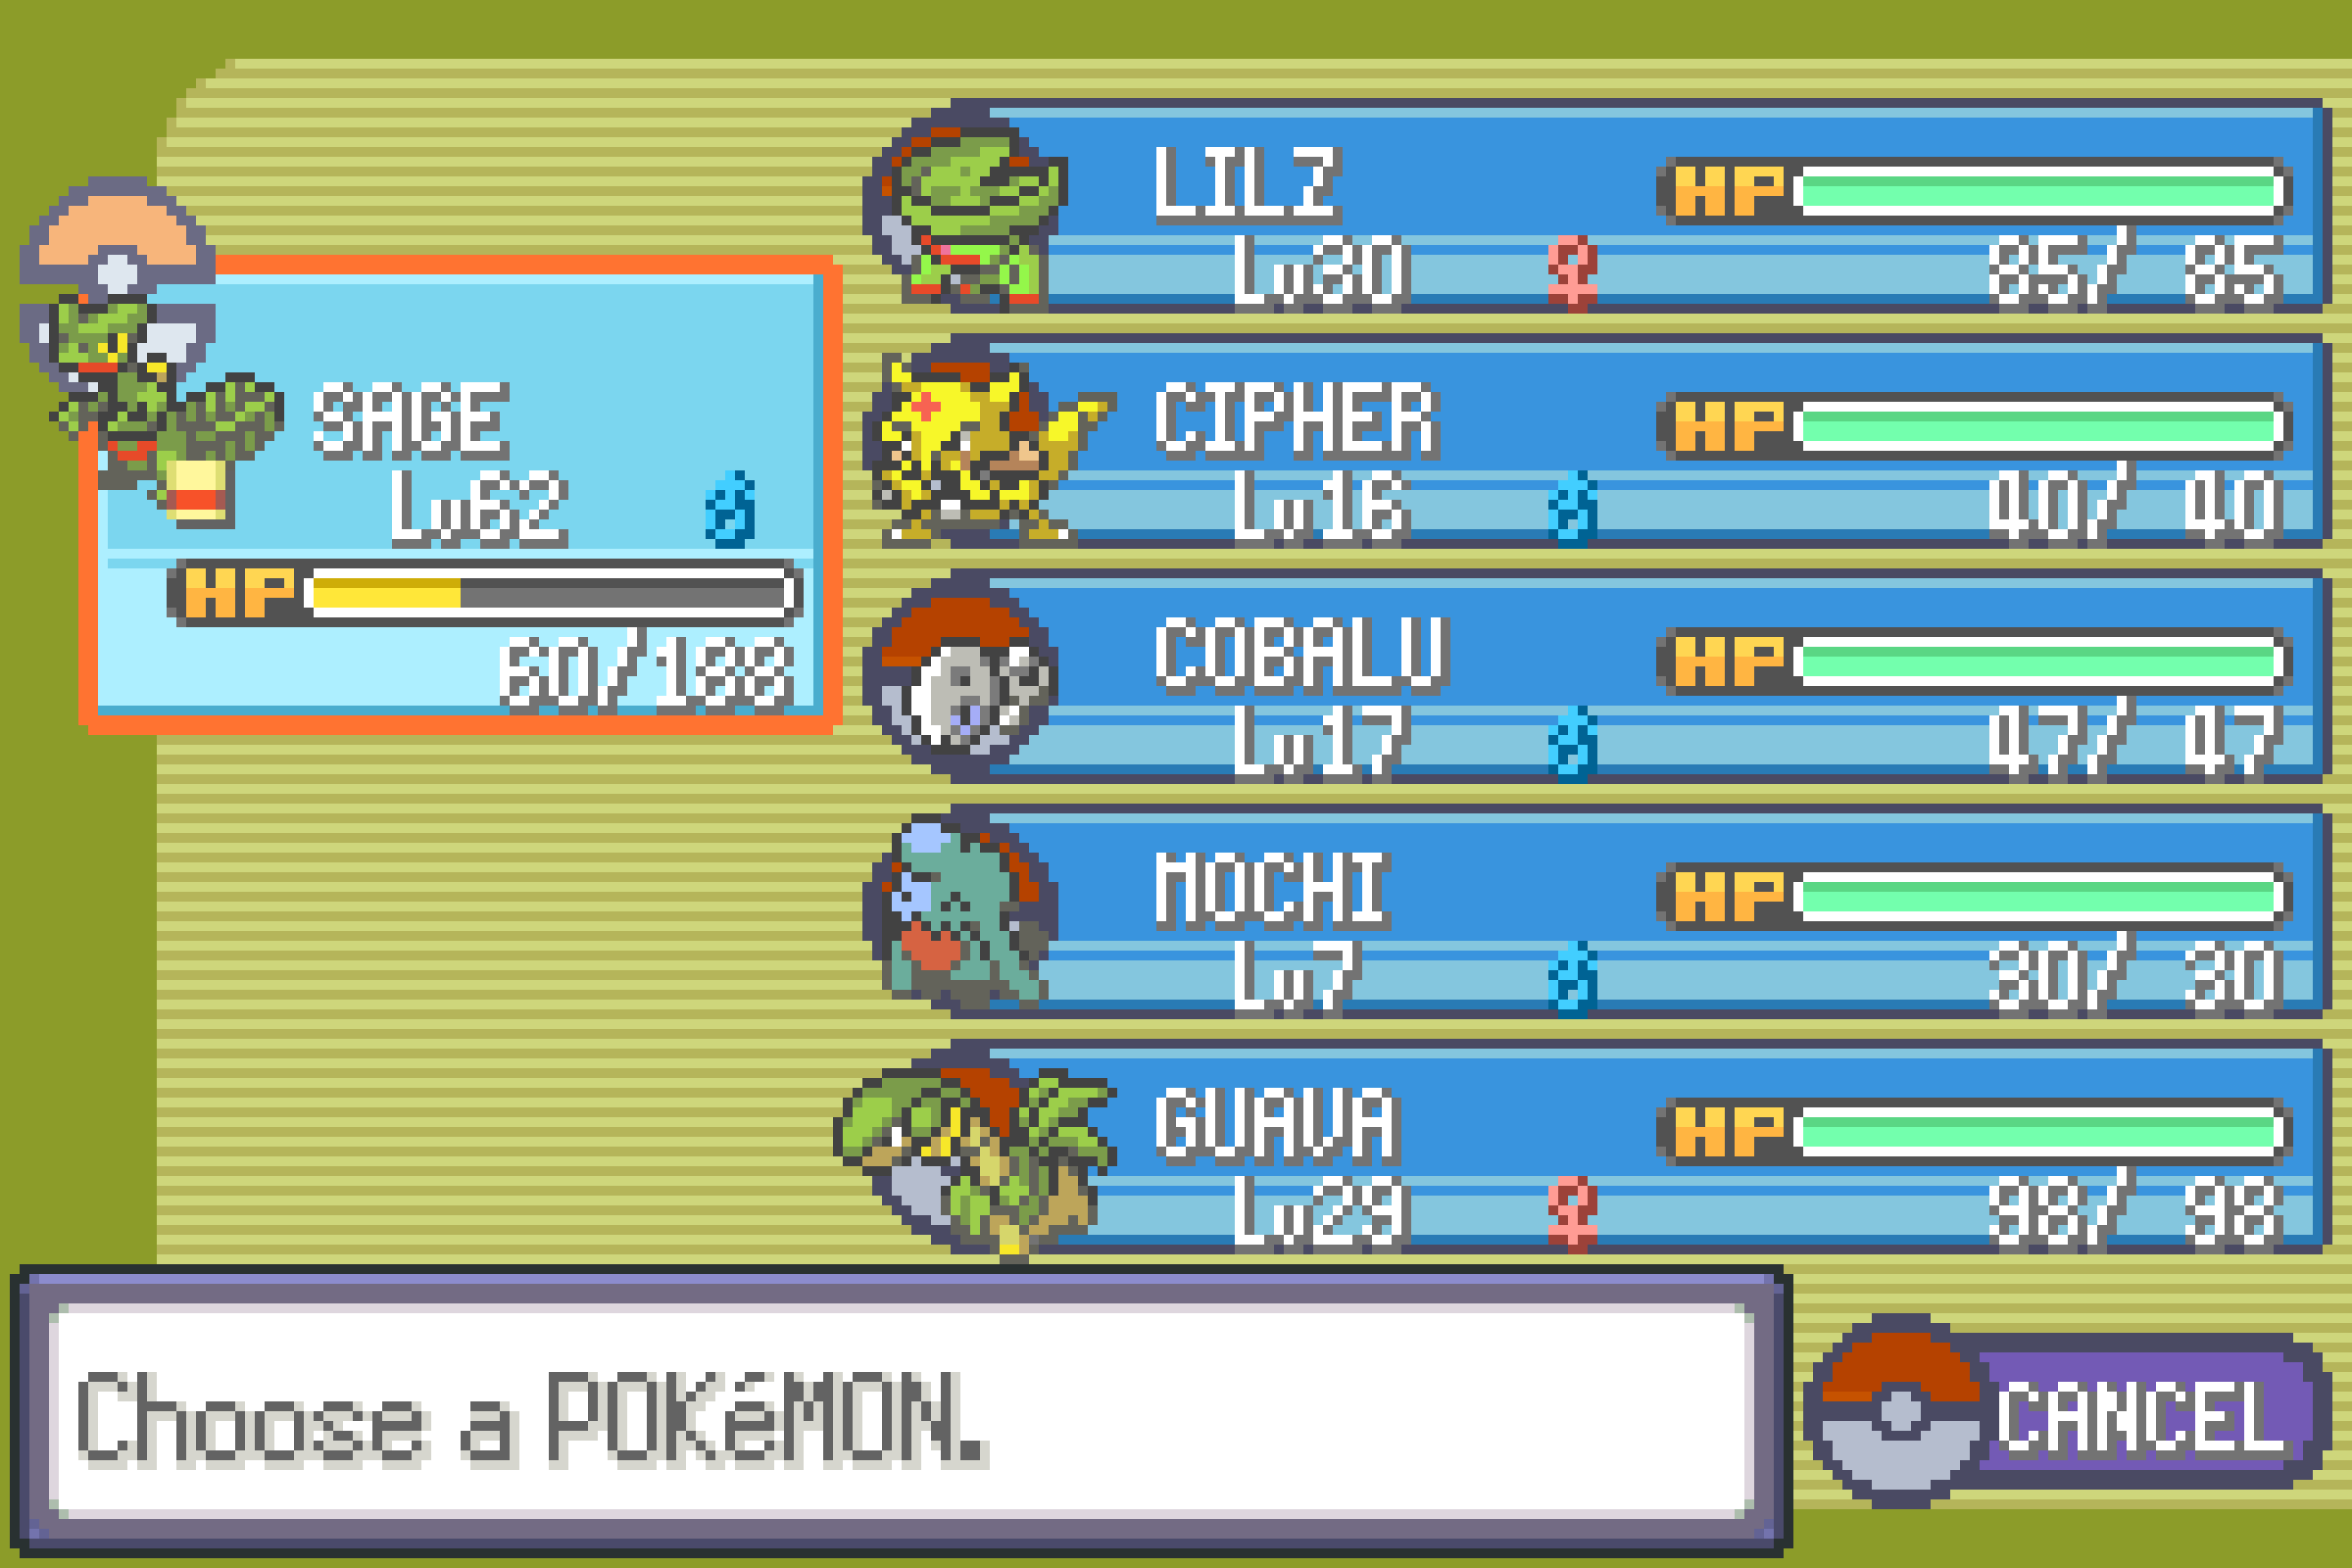 SAGE
Lv62 ♂
HP
60/188
LILZ HP
Lv30 ♀ 85/ 85
CIPHER HP
Lv16 ♂ 40/ 40
COBALU HP
Lv17 ♂ 47/ 47
MOCHI HP
Lv7 ♂ 30/ 30
GUAVA HP
Lv29 ♀ 98/ 98
Choose a POKéMON.
CANCEL